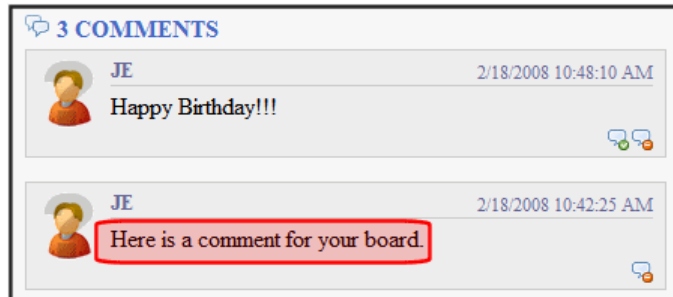 3 COMMENTS
JE 2/18/2008 10:48:10 AM
Happy Birthday!!!
JE 2/18/2008 10:42:25 AM
Here is a comment for your board.